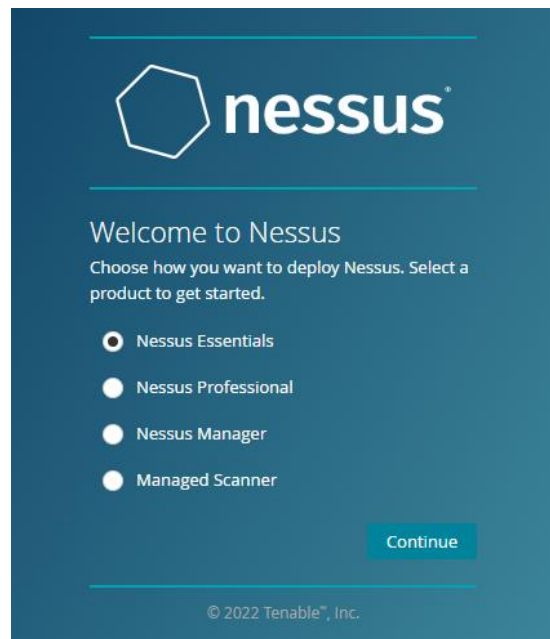 nessus®
Welcome to Nessus
Choose how you want to deploy Nessus. Select a
product to get started.
Nessus Essentials
Nessus Professional
Nessus Manager
Managed Scanner
Continue
© 2022 Tenable™, Inc.